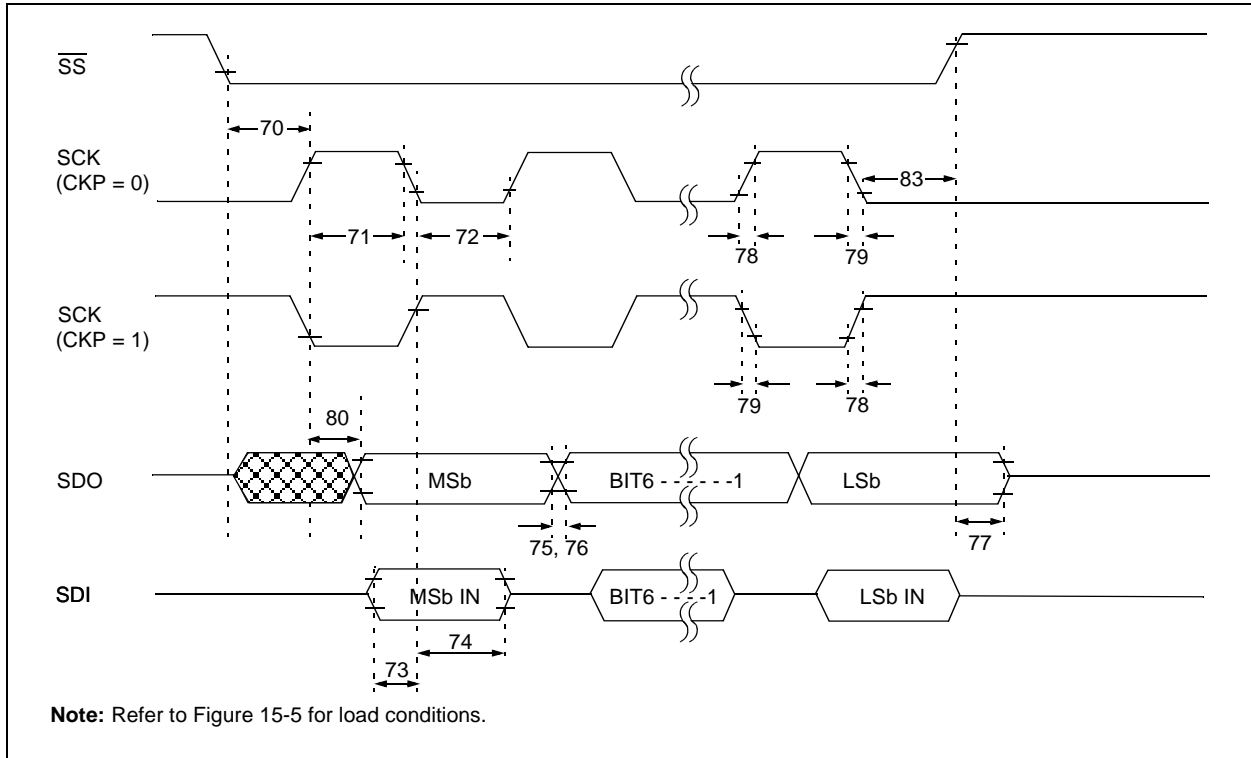 SS
70
SCK
(CKP = 0)
83
71
72
78
79
SCK
(CKP = 1)
79
78
80
SDO
MSb
BIT6 - - - - - -1
LSb
75, 76
77
SDI
MSb IN
BIT6 - - - - -1
LSb IN
74
73
Note: Refer to Figure 15-5 for load conditions.